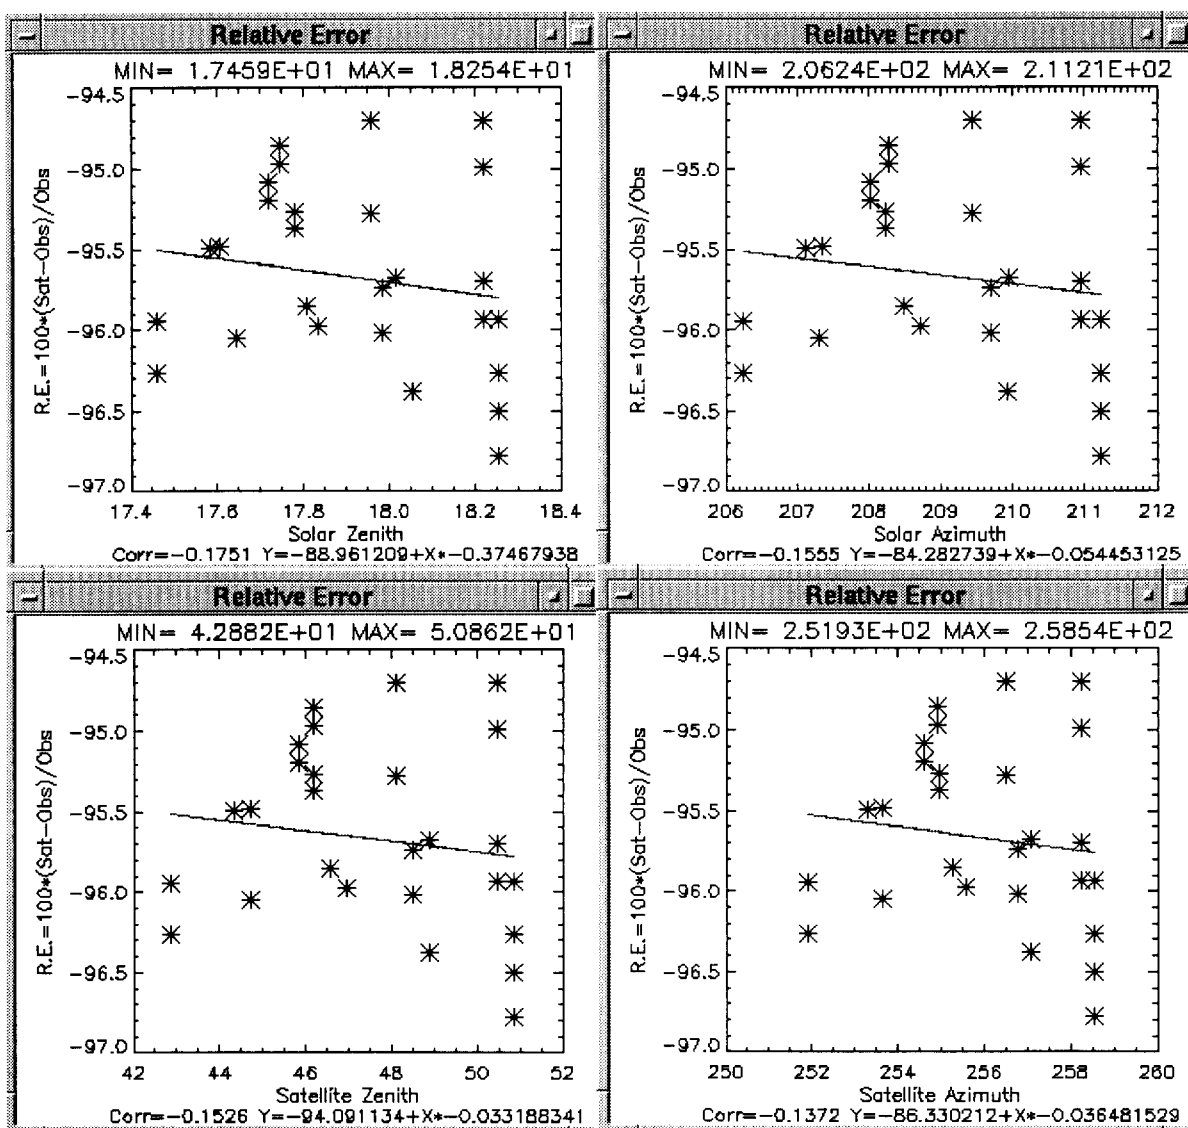 Relative Error
MIN= 1.7459E+01 MAX= 1.8254E+01
R.E.=100*(Sat-Obs)/Obs
-94.5
-95.0
-95.5
-96.0
-96.5
-97.0
17.4 17.6 17.8 18.0 18.2 18.4
Solar Zenith
Corr=-0.1751 Y=-88.961209+X*-0.37467938
Relative Error
MIN= 2.0624E+02 MAX= 2.1121E+02
R.E.=100*(Sat-Obs)/Obs
-94.5
-95.0
-95.5
-96.0
-96.5
-97.0
206 207 208 209 210 211 212
Solar Azimuth
Corr=-0.1555 Y=-84.282739+X*-0.054453125
Relative Error
MIN= 4.2882E+01 MAX= 5.0862E+01
R.E.=100*(Sat-Obs)/Obs
-94.5
-95.0
-95.5
-96.0
-96.5
-97.0
42 44 46 48 50 52
Satellite Zenith
Corr=-0.1526 Y=-94.091134+X*-0.033188341
Relative Error
MIN= 2.5193E+02 MAX= 2.5854E+02
R.E.=100*(Sat-Obs)/Obs
-94.5
-95.0
-95.5
-96.0
-96.5
-97.0
250 252 254 256 258 260
Satellite Azimuth
Corr=-0.1372 Y=-86.330212+X*-0.036481529